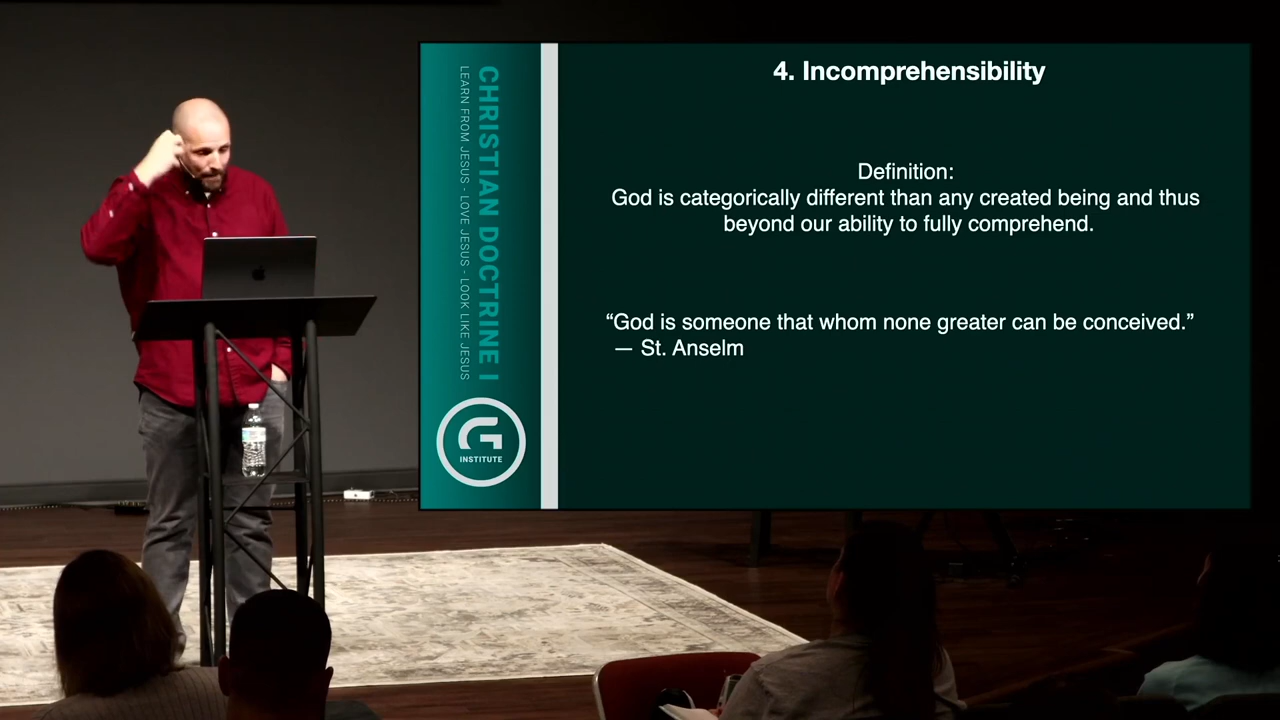 4. Incomprehensibility
Definition:
God is categorically different than any created being and thus
beyond our ability to fully comprehend.
“God is someone that whom none greater can be conceived.”
— St. Anselm
CHRISTIAN DOCTRINE I
LEARN FROM JESUS - LOVE JESUS - LOOK LIKE JESUS
G
INSTITUTE